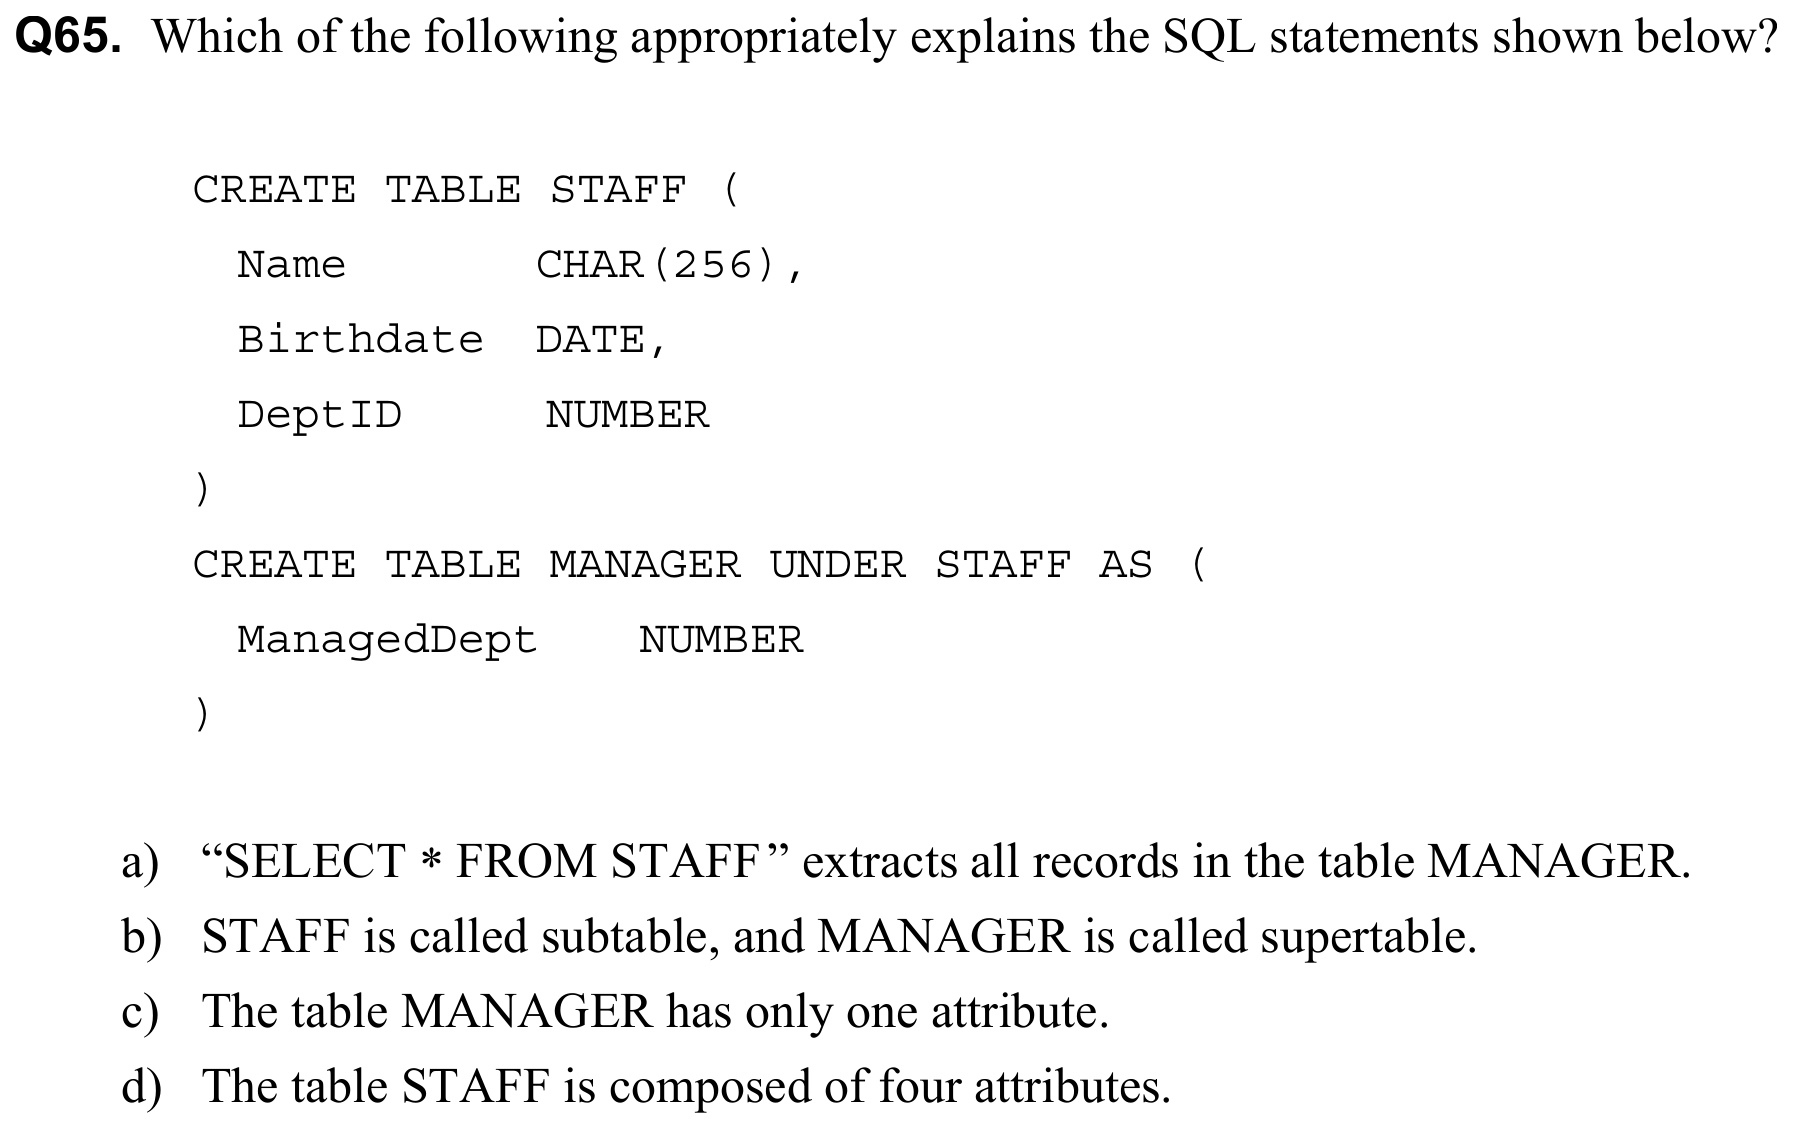 Q65. Which of the following appropriately explains the SQL statements shown below?
CREATE TABLE STAFF (
Name CHAR(256),
Birthdate DATE,
DeptID NUMBER
)
CREATE TABLE MANAGER UNDER STAFF AS (
ManagedDept NUMBER
)
a) “SELECT * FROM STAFF” extracts all records in the table MANAGER.
b) STAFF is called subtable, and MANAGER is called supertable.
c) The table MANAGER has only one attribute.
d) The table STAFF is composed of four attributes.